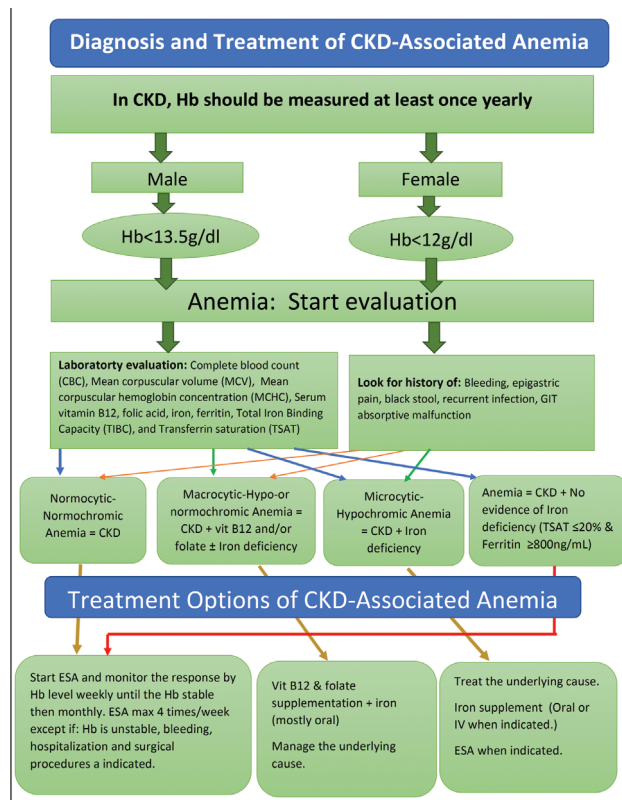 Diagnosis and Treatment of CKD-Associated Anemia
In CKD, Hb should be measured at least once yearly
Male
Female
Hb<13.5g/dl
Hb<12g/dl
Anemia: Start evaluation
Laboratorty evaluation: Complete blood count
(CBC), Mean corpuscular volume (MCV), Mean
corpuscular hemoglobin concentration (MCHC), Serum
vitamin B12, folic acid, iron, ferritin, Total Iron Binding
Capacity (TIBC), and Transferrin saturation (TSAT)
Look for history of: Bleeding, epigastric
pain, black stool, recurrent infection, GIT
absorptive malfunction
Normocytic-
Normochromic
Anemia = CKD
Macrocytic-Hypo-or
normochromic Anemia =
CKD + vit B12 and/or
folate ± Iron deficiency
Microcytic-
Hypochromic Anemia
= CKD + Iron
deficiency
Anemia = CKD + No
evidence of Iron
deficiency (TSAT ≤20% &
Ferritin ≥800ng/mL)
Treatment Options of CKD-Associated Anemia
Start ESA and monitor the response by
Hb level weekly until the Hb stable
then monthly. ESA max 4 times/week
except if: Hb is unstable, bleeding,
hospitalization and surgical
procedures a indicated.
Vit B12 & folate
supplementation + iron
(mostly oral)
Manage the underlying
cause.
Treat the underlying cause.
Iron supplement (Oral or
IV when indicated.)
ESA when indicated.